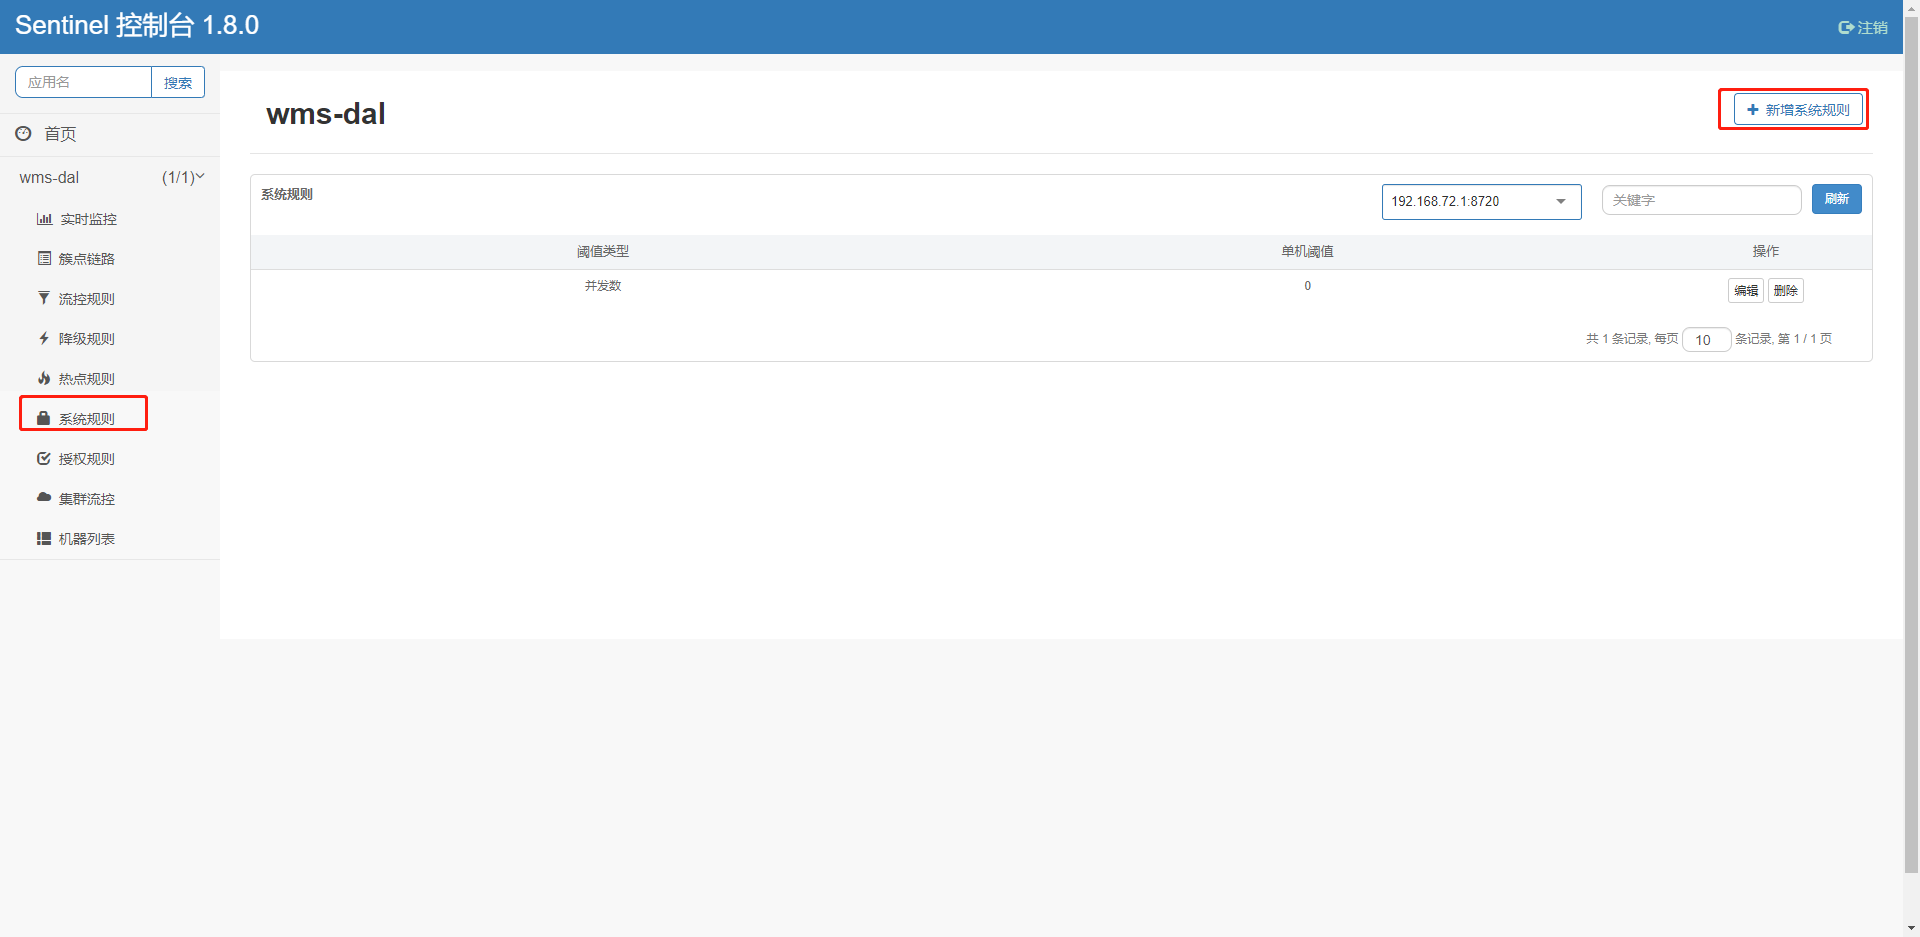 Sentinel 控制台 1.8.0
注销
应用名 搜索
首页
wms-dal (1/1)
实时监控
簇点链路
流控规则
降级规则
热点规则
系统规则
授权规则
集群流控
机器列表
wms-dal
新增系统规则
系统规则 192.168.72.1:8720 关键字 刷新
阈值类型 单机阈值 操作
并发数 0 编辑 删除
共 1 条记录, 每页 10 条记录, 第 1 / 1 页